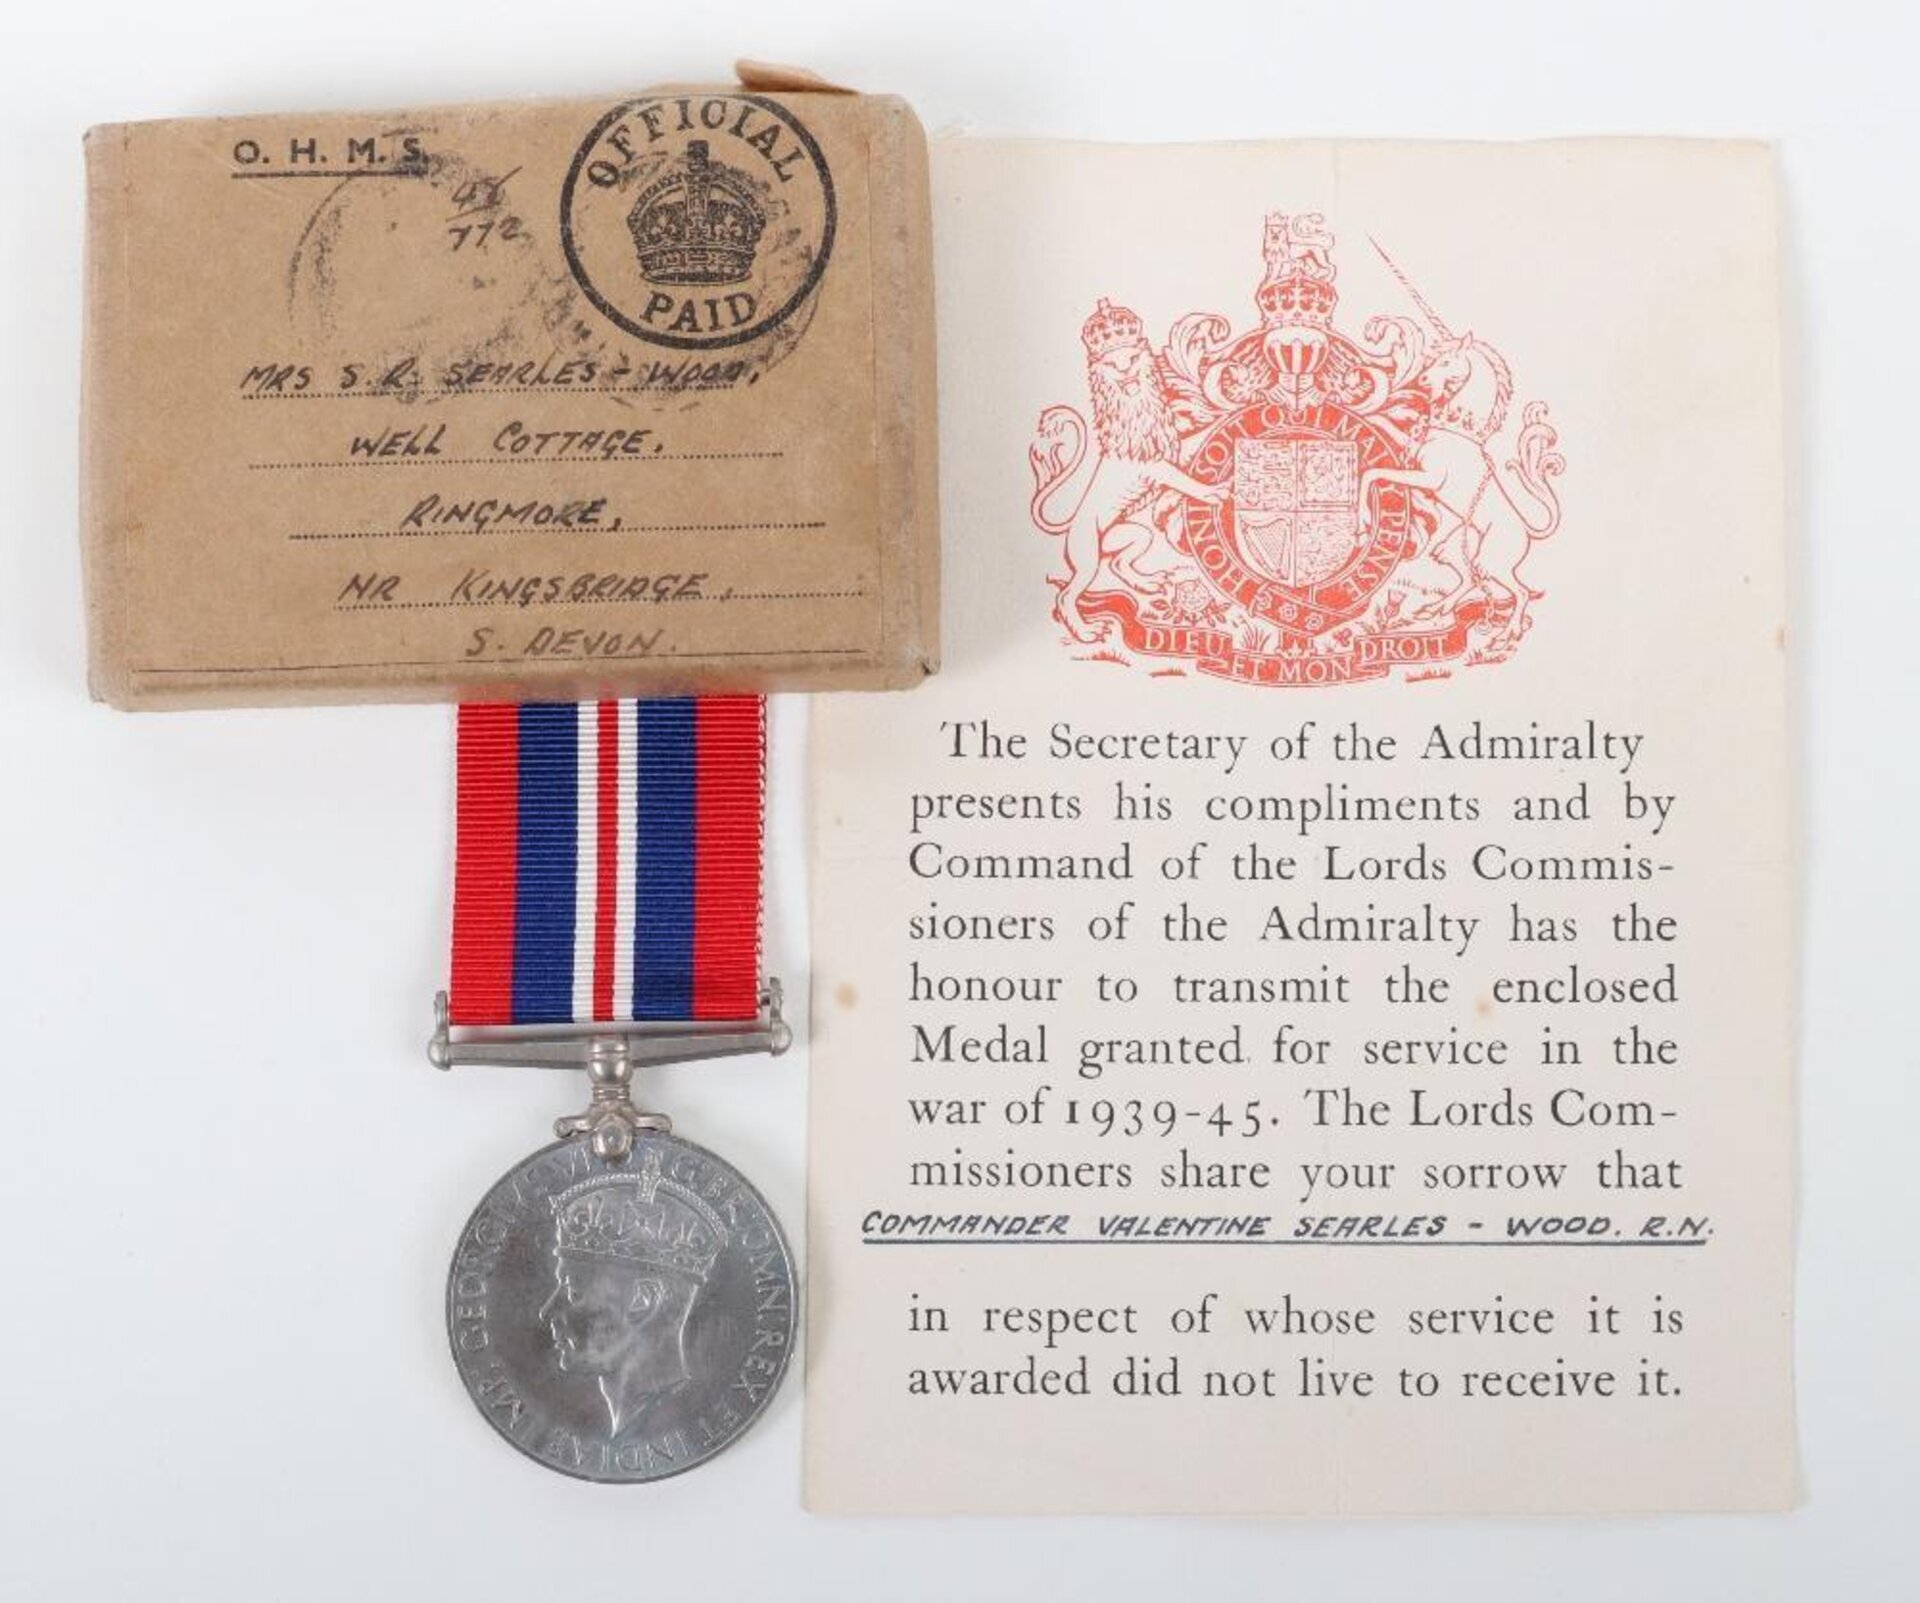 O. H. M. S.
OFFICIAL
PAID
MRS S. R. SEARLES - WOOD,
WELL COTTAGE,
RINGMORE,
NR KINGSBRIDGE,
S. DEVON.
HONI SOIT QUI MAL Y PENSE
DIEU ET MON DROIT
The Secretary of the Admiralty
presents his compliments and by
Command of the Lords Commis-
sioners of the Admiralty has the
honour to transmit the enclosed
Medal granted for service in the
war of 1939-45. The Lords Com-
missioners share your sorrow that
COMMANDER VALENTINE SEARLES - WOOD. R.N.
in respect of whose service it is
awarded did not live to receive it.
GEORGIVS VI D:G:BR:OMN:REX ET INDIAE IMP.